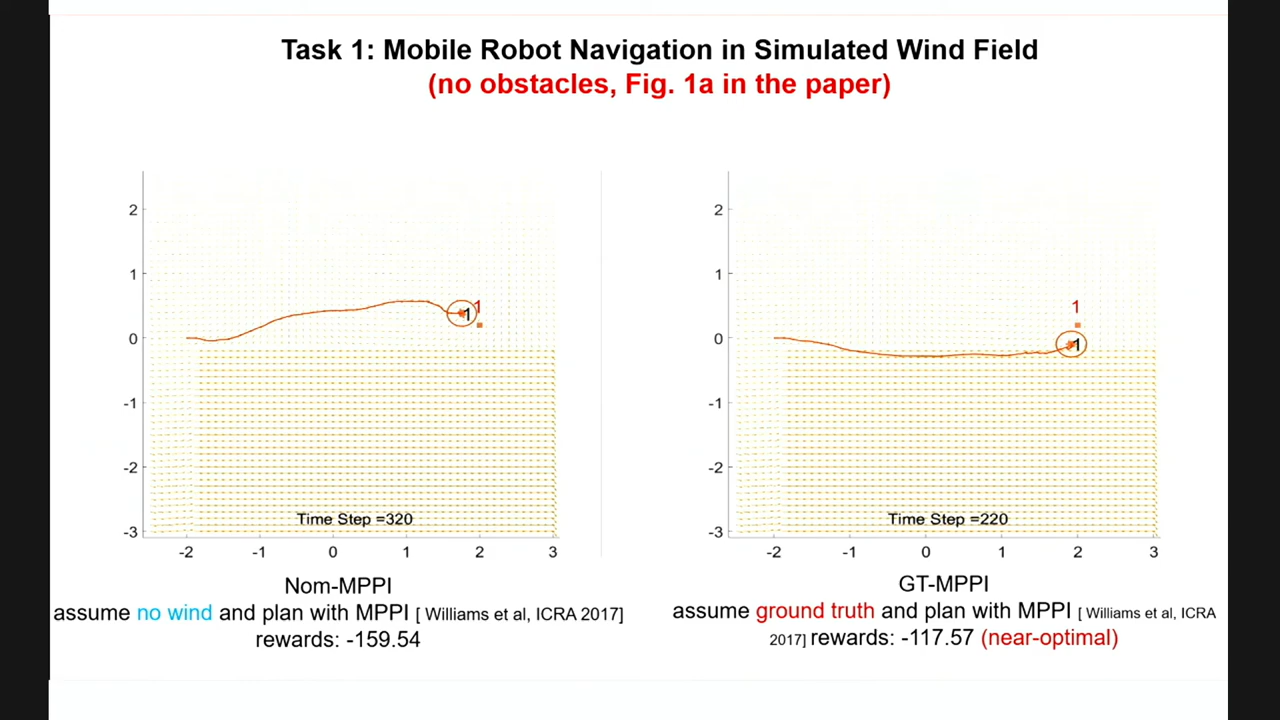 Task 1: Mobile Robot Navigation in Simulated Wind Field
(no obstacles, Fig. 1a in the paper)
2
1
0
-1
-2
-3
-2
-1
0
1
2
3
1
1
Time Step =320
Nom-MPPI
assume no wind and plan with MPPI [ Williams et al, ICRA 2017]
rewards: -159.54
2
1
0
-1
-2
-3
-2
-1
0
1
2
3
1
1
Time Step =220
GT-MPPI
assume ground truth and plan with MPPI [ Williams et al, ICRA
2017] rewards: -117.57 (near-optimal)